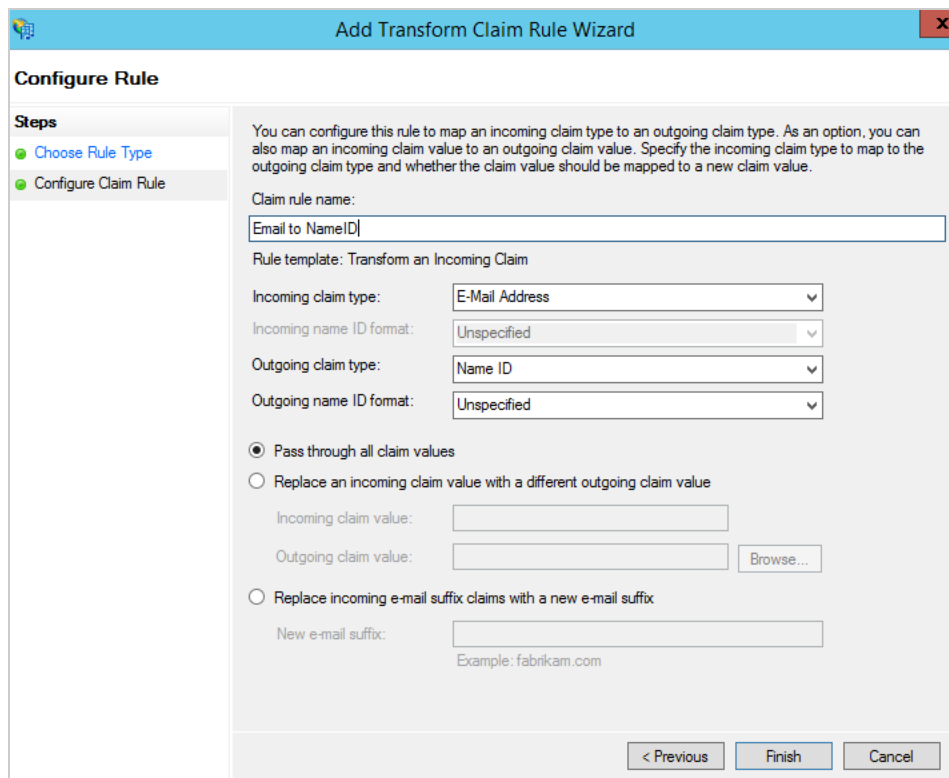 Add Transform Claim Rule Wizard
x
Configure Rule
Steps
Choose Rule Type
Configure Claim Rule
You can configure this rule to map an incoming claim type to an outgoing claim type. As an option, you can
also map an incoming claim value to an outgoing claim value. Specify the incoming claim type to map to the
outgoing claim type and whether the claim value should be mapped to a new claim value.
Claim rule name:
Email to NameID
Rule template: Transform an Incoming Claim
Incoming claim type: E-Mail Address
Incoming name ID format: Unspecified
Outgoing claim type: Name ID
Outgoing name ID format: Unspecified
Pass through all claim values
Replace an incoming claim value with a different outgoing claim value
Incoming claim value:
Outgoing claim value: Browse...
Replace incoming e-mail suffix claims with a new e-mail suffix
New e-mail suffix:
Example: fabrikam.com
< Previous Finish Cancel